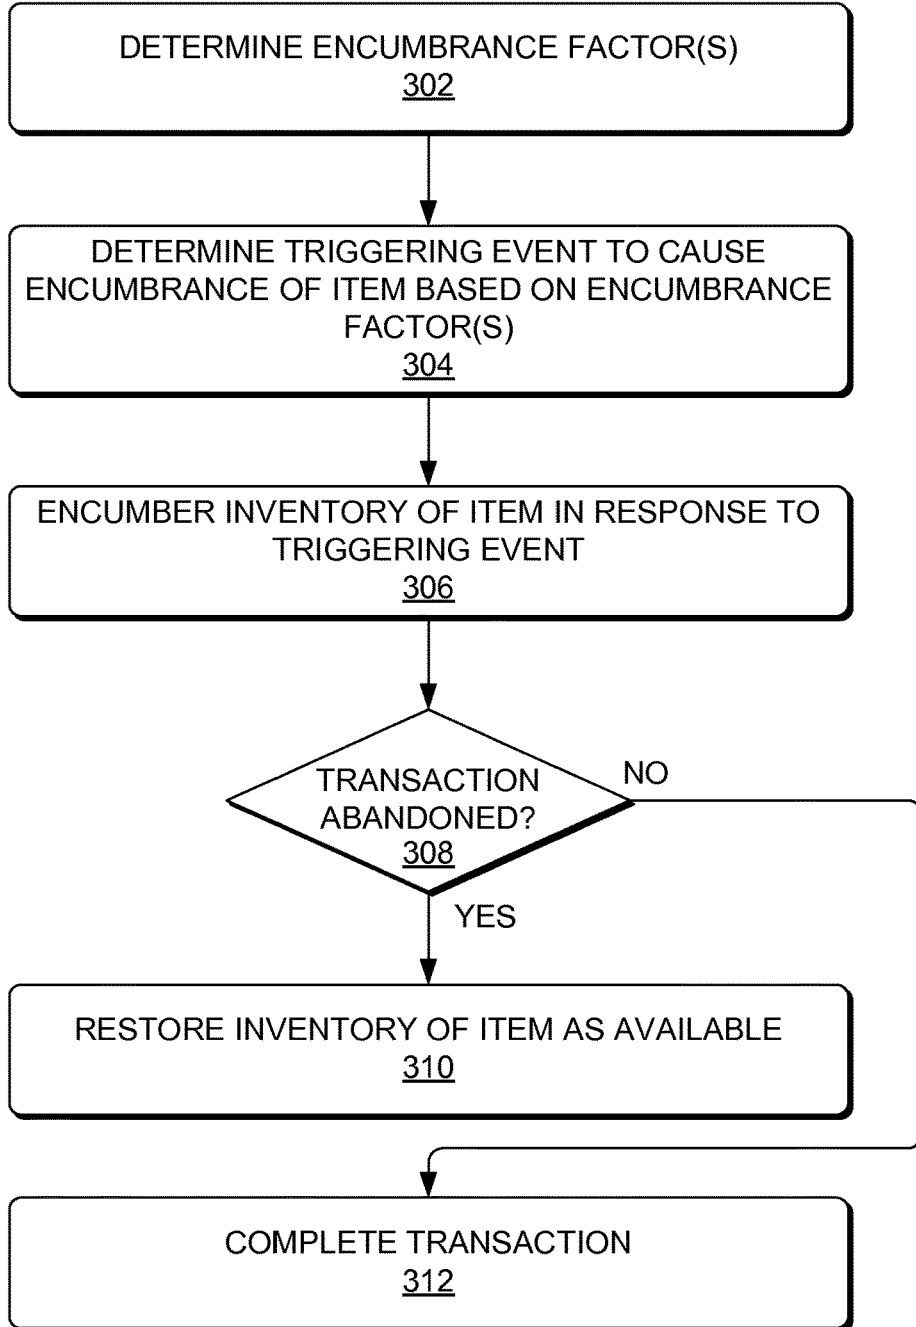 DETERMINE ENCUMBRANCE FACTOR(S)
302
DETERMINE TRIGGERING EVENT TO CAUSE
ENCUMBRANCE OF ITEM BASED ON ENCUMBRANCE
FACTOR(S)
304
ENCUMBER INVENTORY OF ITEM IN RESPONSE TO
TRIGGERING EVENT
306
TRANSACTION
ABANDONED?
308
NO
YES
RESTORE INVENTORY OF ITEM AS AVAILABLE
310
COMPLETE TRANSACTION
312